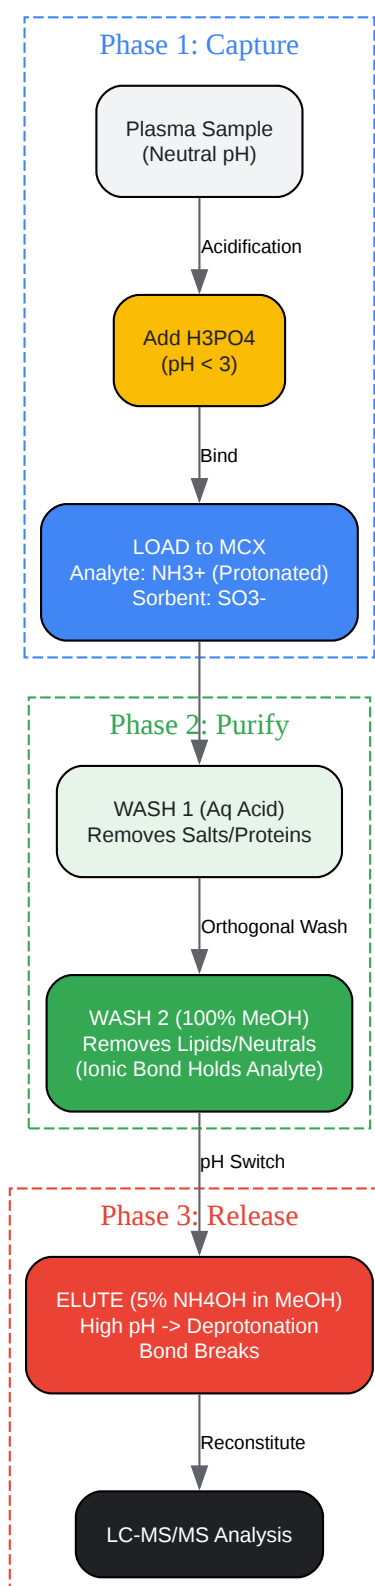 Phase 1: Capture
Plasma Sample
(Neutral pH)
Acidification
Add H3PO4
(pH < 3)
Bind
LOAD to MCX
Analyte: NH3+ (Protonated)
Sorbent: SO3-
Phase 2: Purify
WASH 1 (Aq Acid)
Removes Salts/Proteins
Orthogonal Wash
WASH 2 (100% MeOH)
Removes Lipids/Neutrals
(Ionic Bond Holds Analyte)
pH Switch
Phase 3: Release
ELUTE (5% NH4OH in MeOH)
High pH -> Deprotonation
Bond Breaks
Reconstitute
LC-MS/MS Analysis